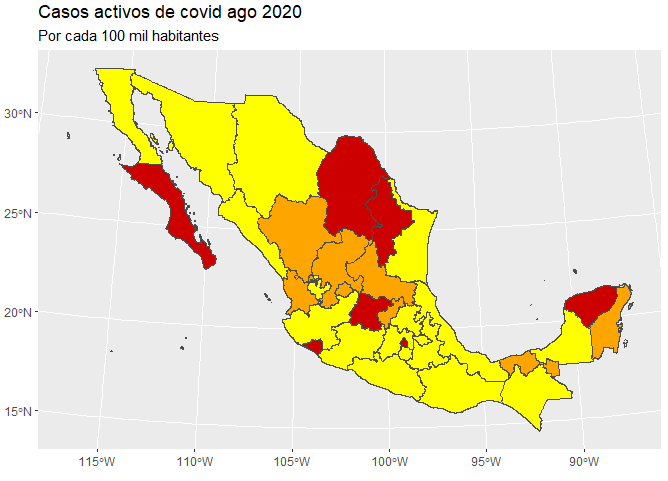 Casos activos de covid ago 2020
Por cada 100 mil habitantes
30°N
25°N
20°N
15°N
115°W 110°W 105°W 100°W 95°W 90°W